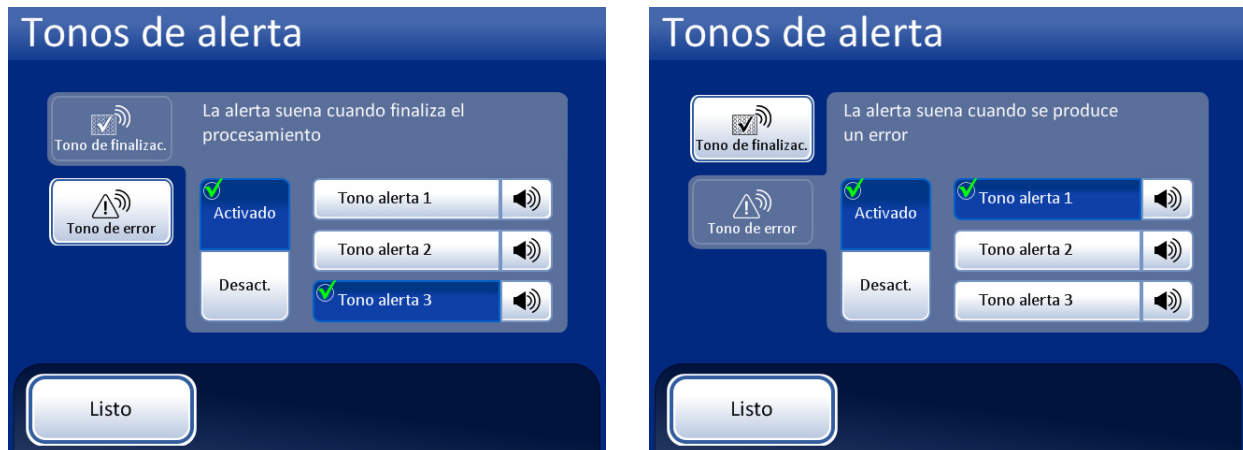 Tonos de alerta
Tono de finalizac.
La alerta suena cuando finaliza el
procesamiento
Tono de error
Activado
Desact.
Tono alerta 1
Tono alerta 2
Tono alerta 3
Listo
Tonos de alerta
Tono de finalizac.
La alerta suena cuando se produce
un error
Tono de error
Activado
Desact.
Tono alerta 1
Tono alerta 2
Tono alerta 3
Listo